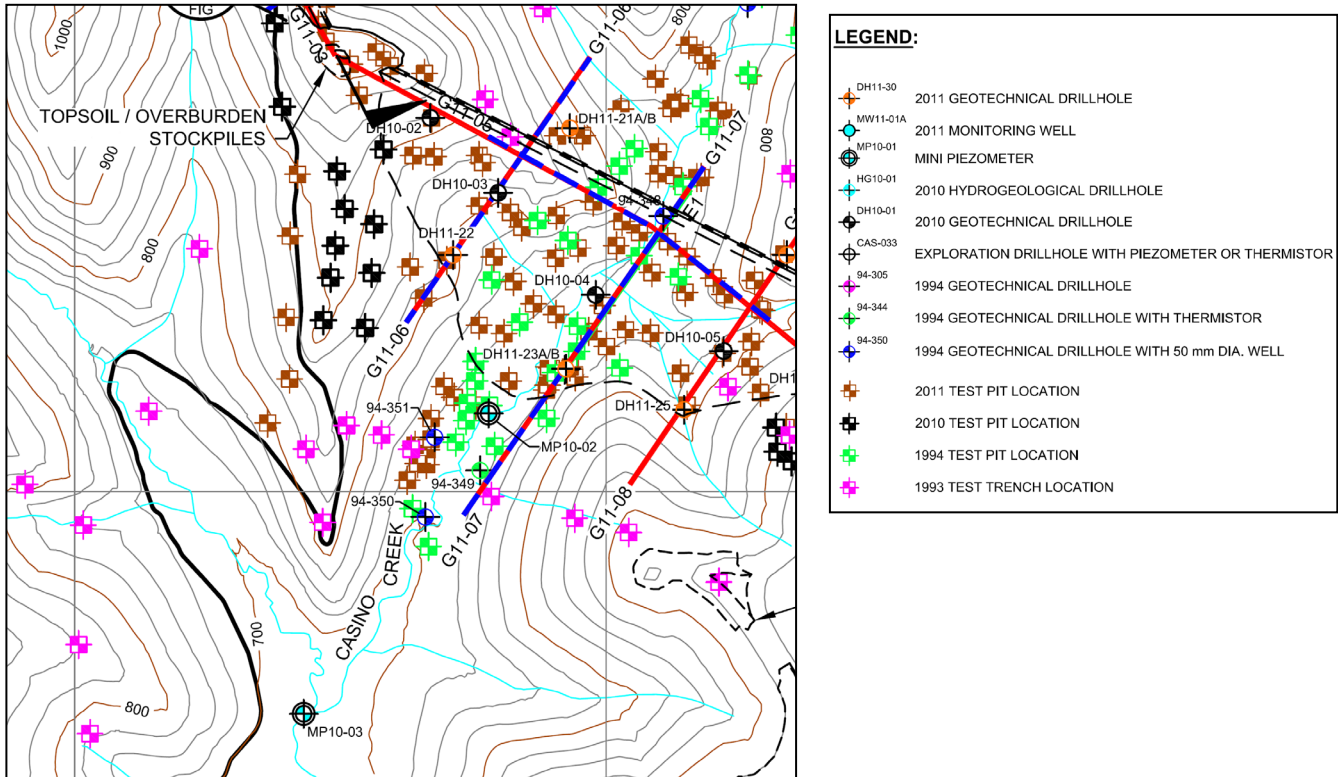 FIG
1000
G11-03
G11-06
800
TOPSOIL / OVERBURDEN
STOCKPILES
G11-05
DH10-02
DH11-21A/B
G11-07
800
900
DH10-03
94-348
E1
DH11-22
800
DH10-04
G11-06
DH11-23A/B
DH10-05
DH1
94-351
DH11-25
MP10-02
94-349
94-350
G11-08
CASINO CREEK
G11-07
700
800
MP10-03
LEGEND:
DH11-30
2011 GEOTECHNICAL DRILLHOLE
MW11-01A
2011 MONITORING WELL
MP10-01
MINI PIEZOMETER
HG10-01
2010 HYDROGEOLOGICAL DRILLHOLE
DH10-01
2010 GEOTECHNICAL DRILLHOLE
CAS-033
EXPLORATION DRILLHOLE WITH PIEZOMETER OR THERMISTOR
94-305
1994 GEOTECHNICAL DRILLHOLE
94-344
1994 GEOTECHNICAL DRILLHOLE WITH THERMISTOR
94-350
1994 GEOTECHNICAL DRILLHOLE WITH 50 mm DIA. WELL
2011 TEST PIT LOCATION
2010 TEST PIT LOCATION
1994 TEST PIT LOCATION
1993 TEST TRENCH LOCATION